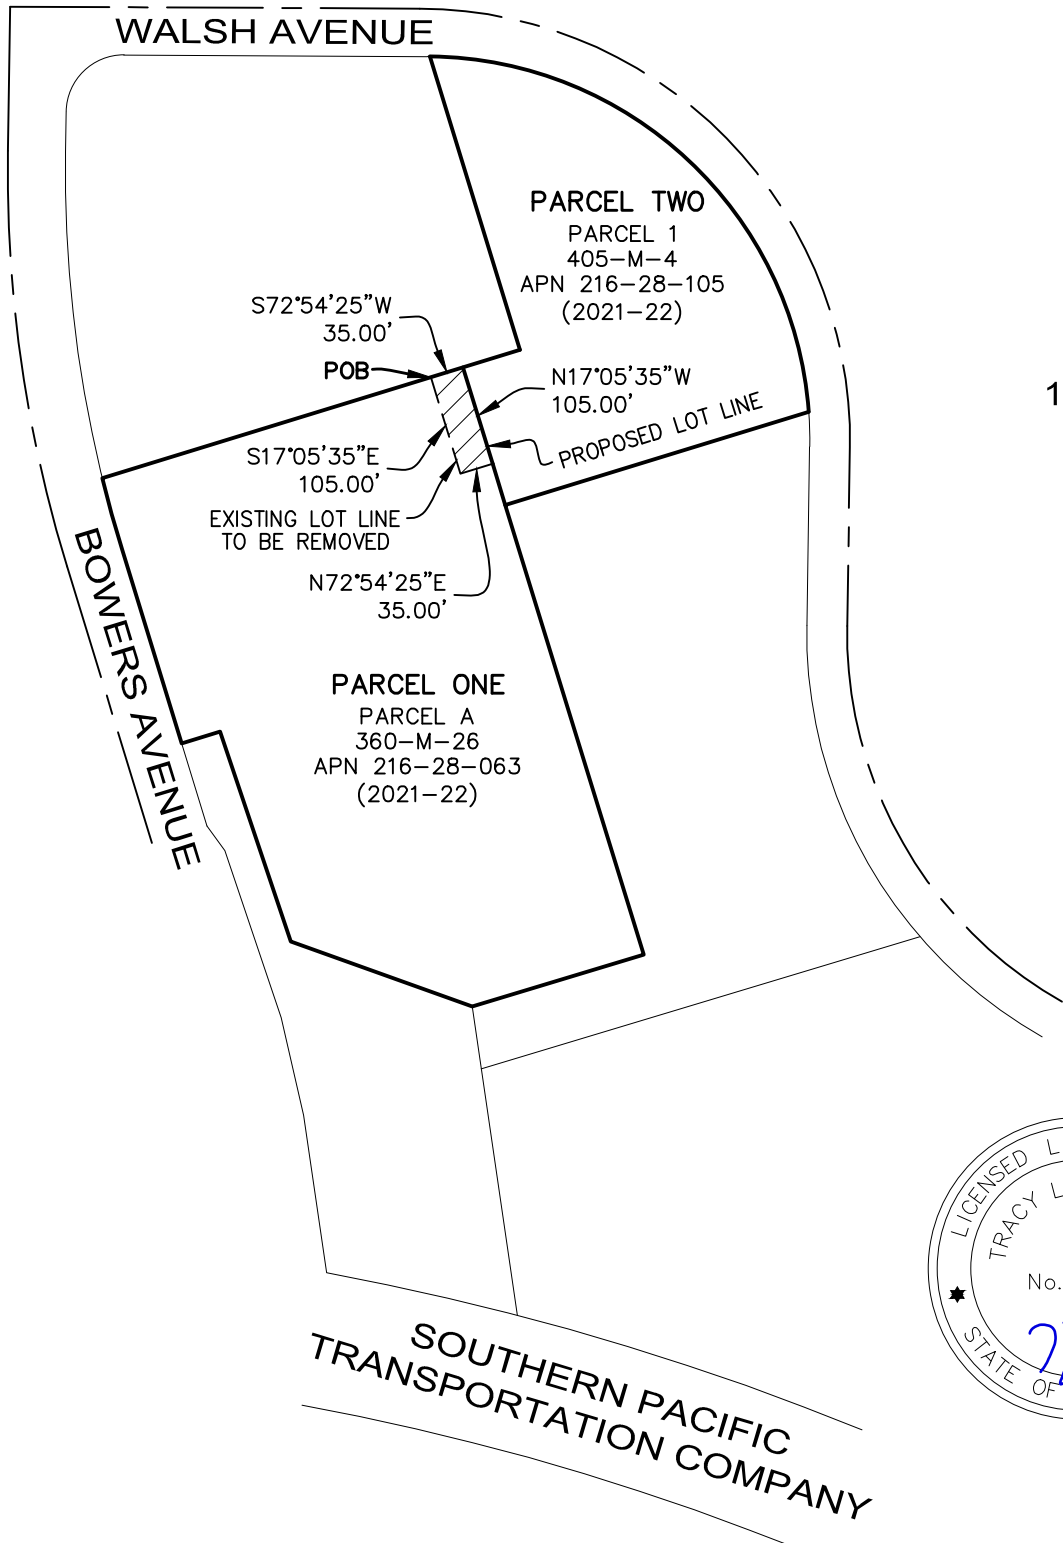 WALSH AVENUE
PARCEL TWO
PARCEL 1
405-M-4
APN 216-28-105
(2021-22)
S72°54'25"W
35.00'
POB
N17°05'35"W
105.00'
1
PROPOSED LOT LINE
S17°05'35"E
105.00'
EXISTING LOT LINE
TO BE REMOVED
N72°54'25"E
35.00'
BOWERS AVENUE
PARCEL ONE
PARCEL A
360-M-26
APN 216-28-063
(2021-22)
LICENSED L
TRACY L
No.
STATE OF
SOUTHERN PACIFIC
TRANSPORTATION COMPANY